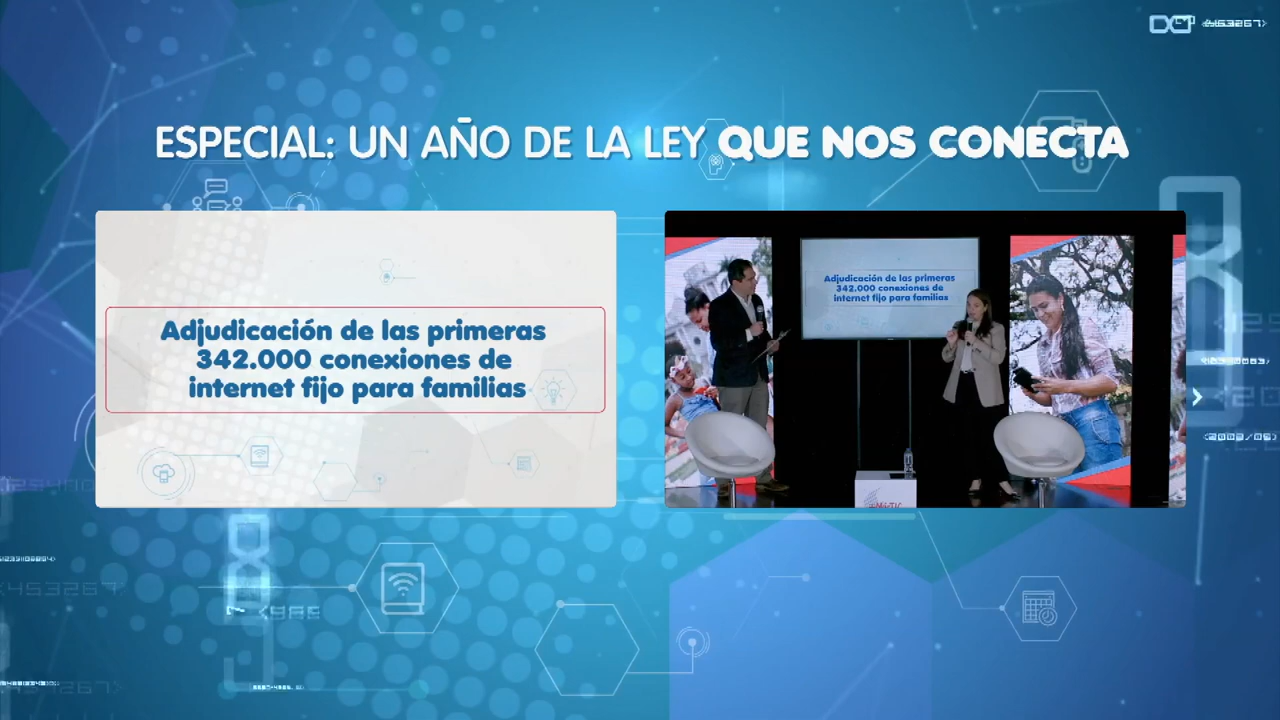 ESPECIAL: UN AÑO DE LA LEY QUE NOS CONECTA
Adjudicación de las primeras
342.000 conexiones de
internet fijo para familias
Adjudicación de las primeras
342.000 conexiones de
internet fijo para familias